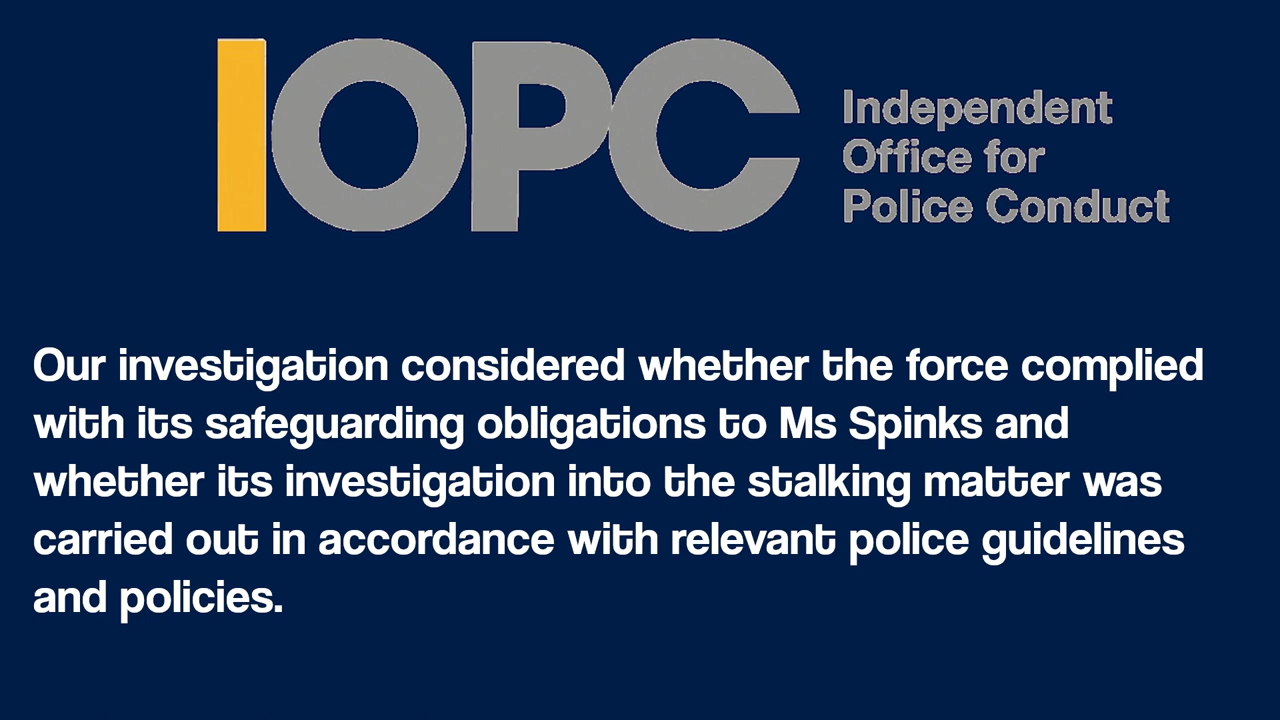 IOPC
Independent
Office for
Police Conduct
Our investigation considered whether the force complied
with its safeguarding obligations to Ms Spinks and
whether its investigation into the stalking matter was
carried out in accordance with relevant police guidelines
and policies.